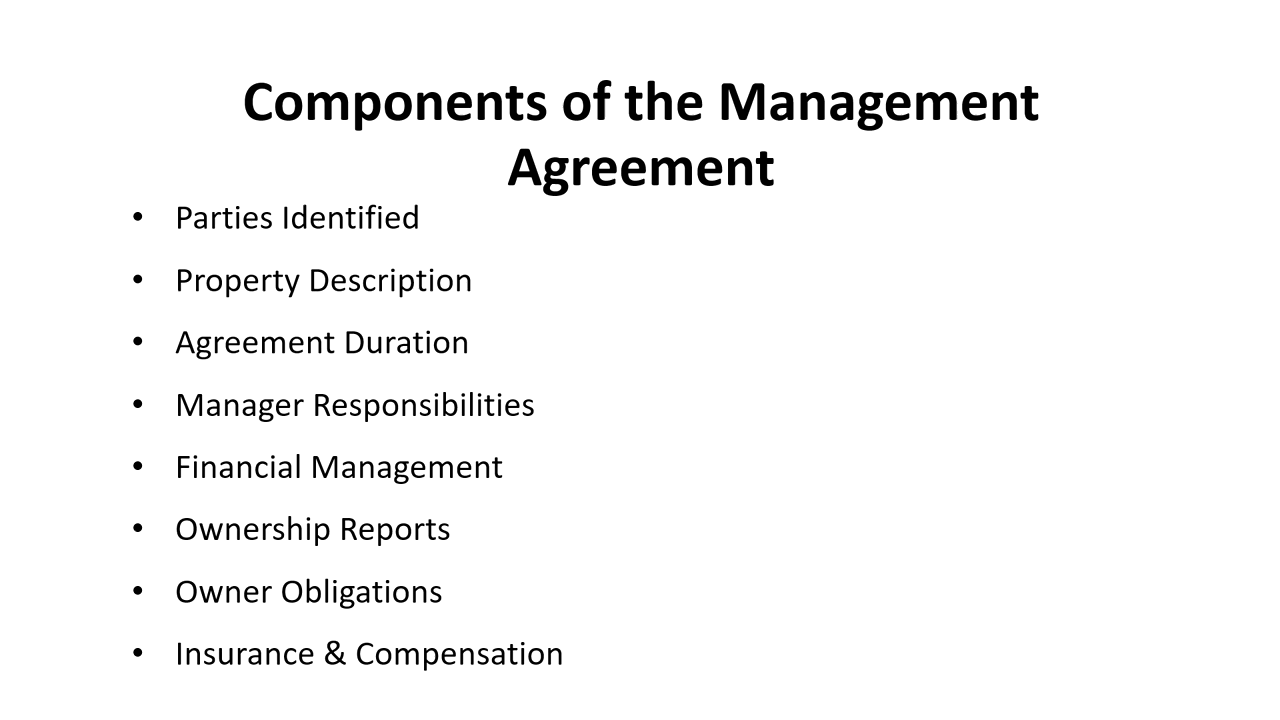 Components of the Management
Agreement
• Parties Identified
• Property Description
• Agreement Duration
• Manager Responsibilities
• Financial Management
• Ownership Reports
• Owner Obligations
• Insurance & Compensation